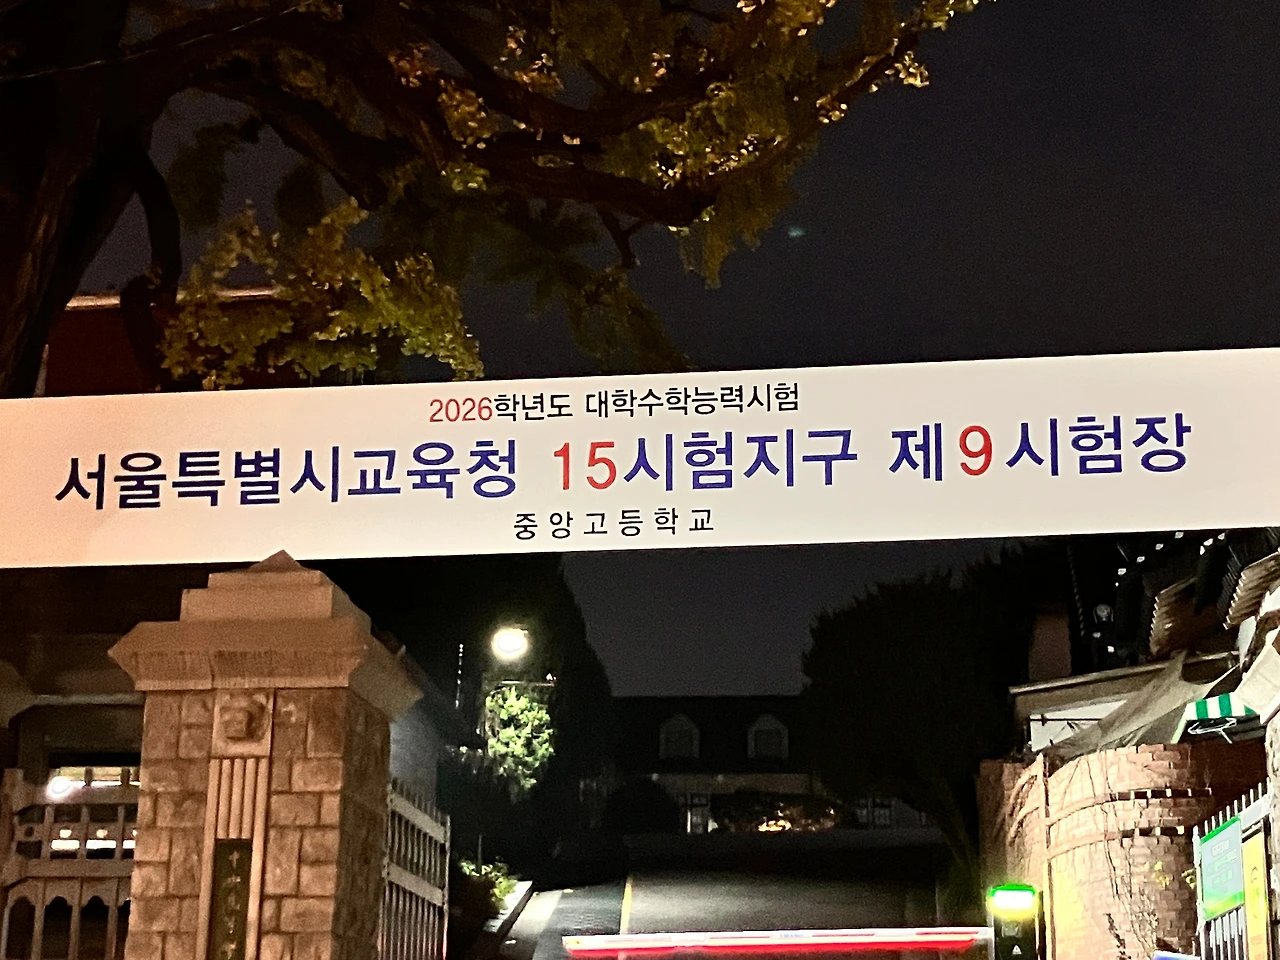 2026학년도 대학수학능력시험
서울특별시교육청 15시험지구 제9시험장
중앙고등학교